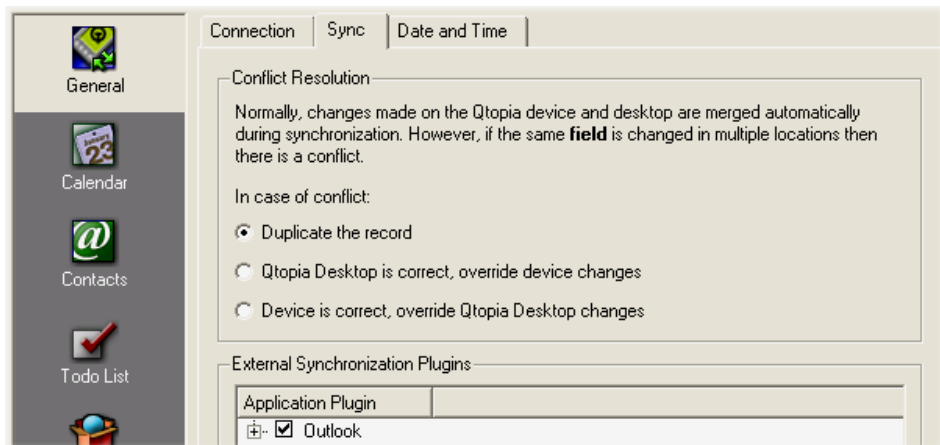 General
Calendar
January
23
Contacts
Todo List
Connection
Sync
Date and Time
Conflict Resolution
Normally, changes made on the Qtopia device and desktop are merged automatically
during synchronization. However, if the same field is changed in multiple locations then
there is a conflict.
In case of conflict:
Duplicate the record
Qtopia Desktop is correct, override device changes
Device is correct, override Qtopia Desktop changes
External Synchronization Plugins
Application Plugin
Outlook